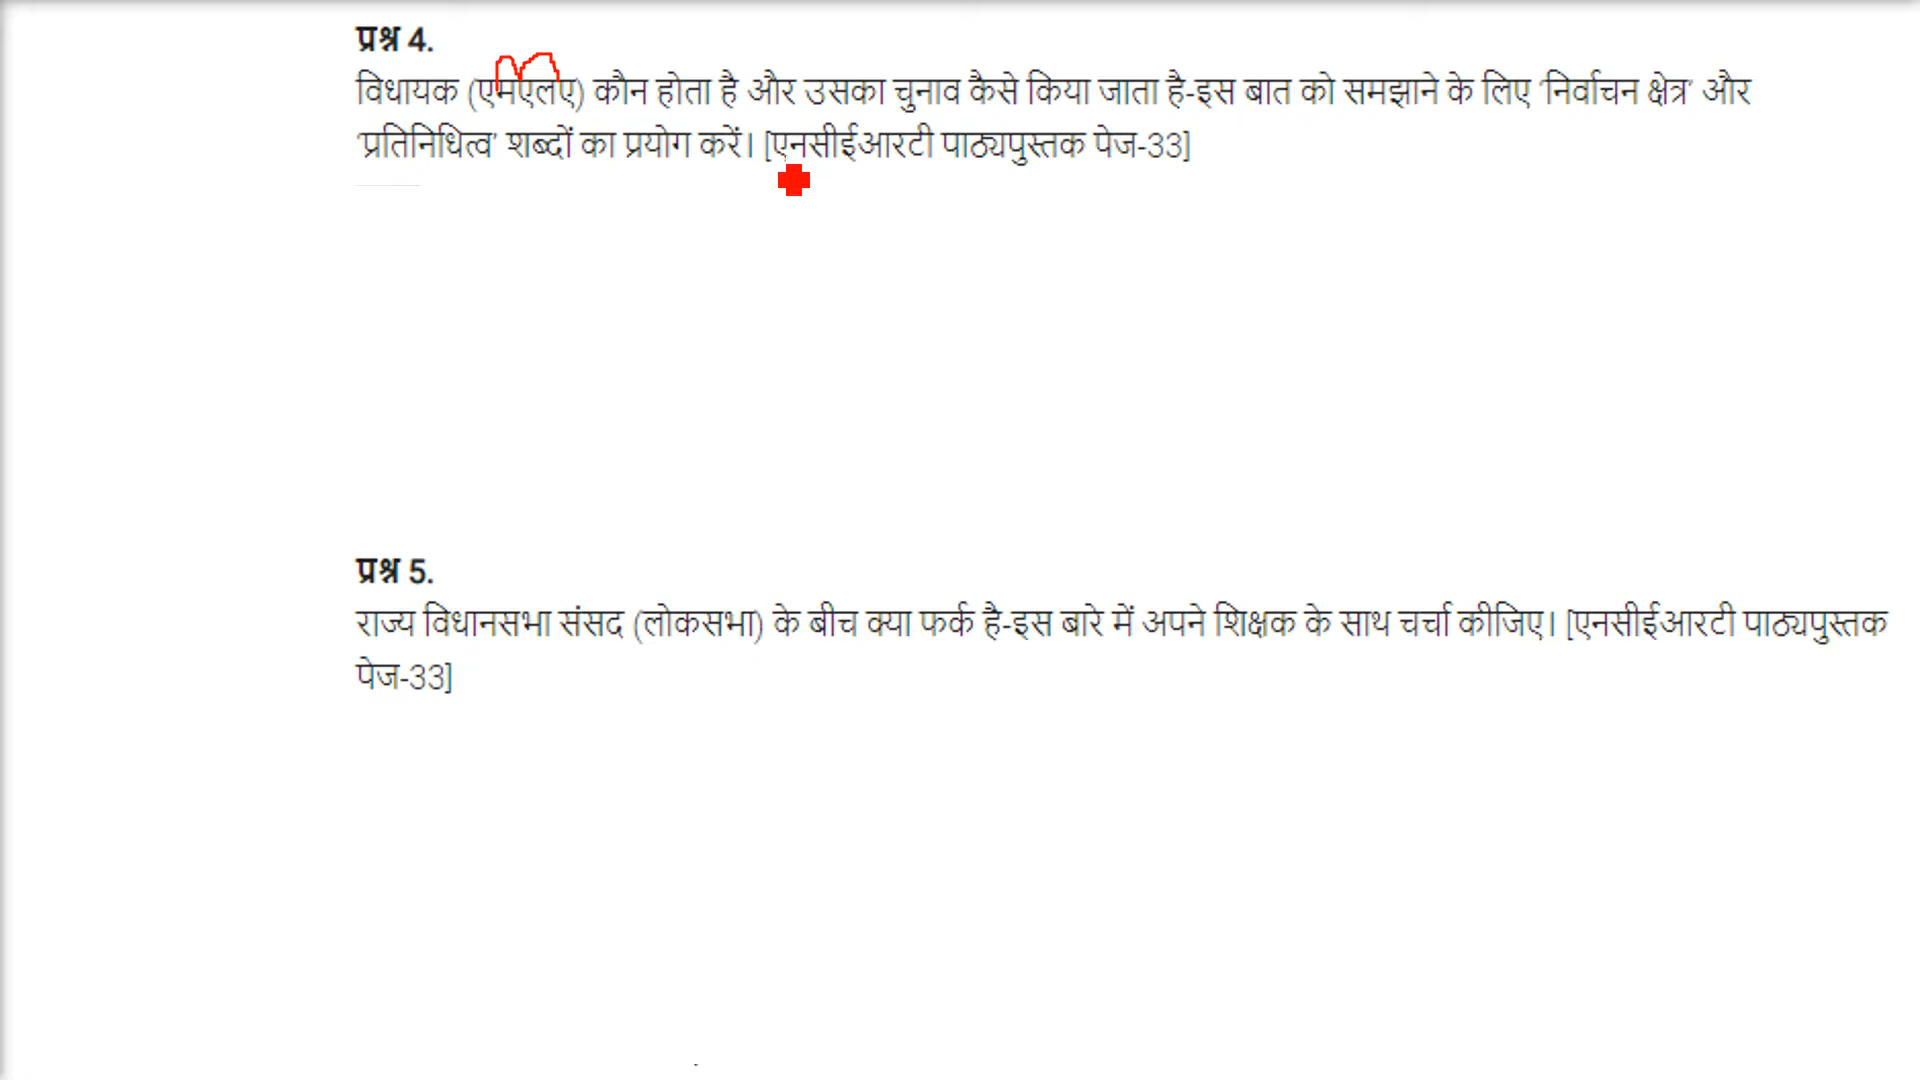 प्रश्न 4.
विधायक (एमएलए) कौन होता है और उसका चुनाव कैसे किया जाता है-इस बात को समझाने के लिए ‘निर्वाचन क्षेत्र’ और
‘प्रतिनिधित्व’ शब्दों का प्रयोग करें। [एनसीईआरटी पाठ्यपुस्तक पेज-33]
प्रश्न 5.
राज्य विधानसभा संसद (लोकसभा) के बीच क्या फर्क है-इस बारे में अपने शिक्षक के साथ चर्चा कीजिए। [एनसीईआरटी पाठ्यपुस्तक
पेज-33]